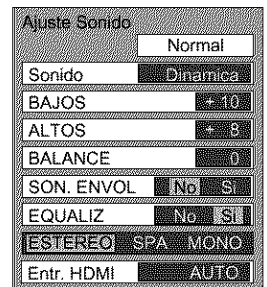 Ajuste Sonido
Normal
Sonido Dinamica
BAJOS + 10
ALTOS + 8
BALANCE 0
SON. ENVOL No Si
EQUALIZ No Si
ESTEREO SPA MONO
Entr. HDMI AUTO